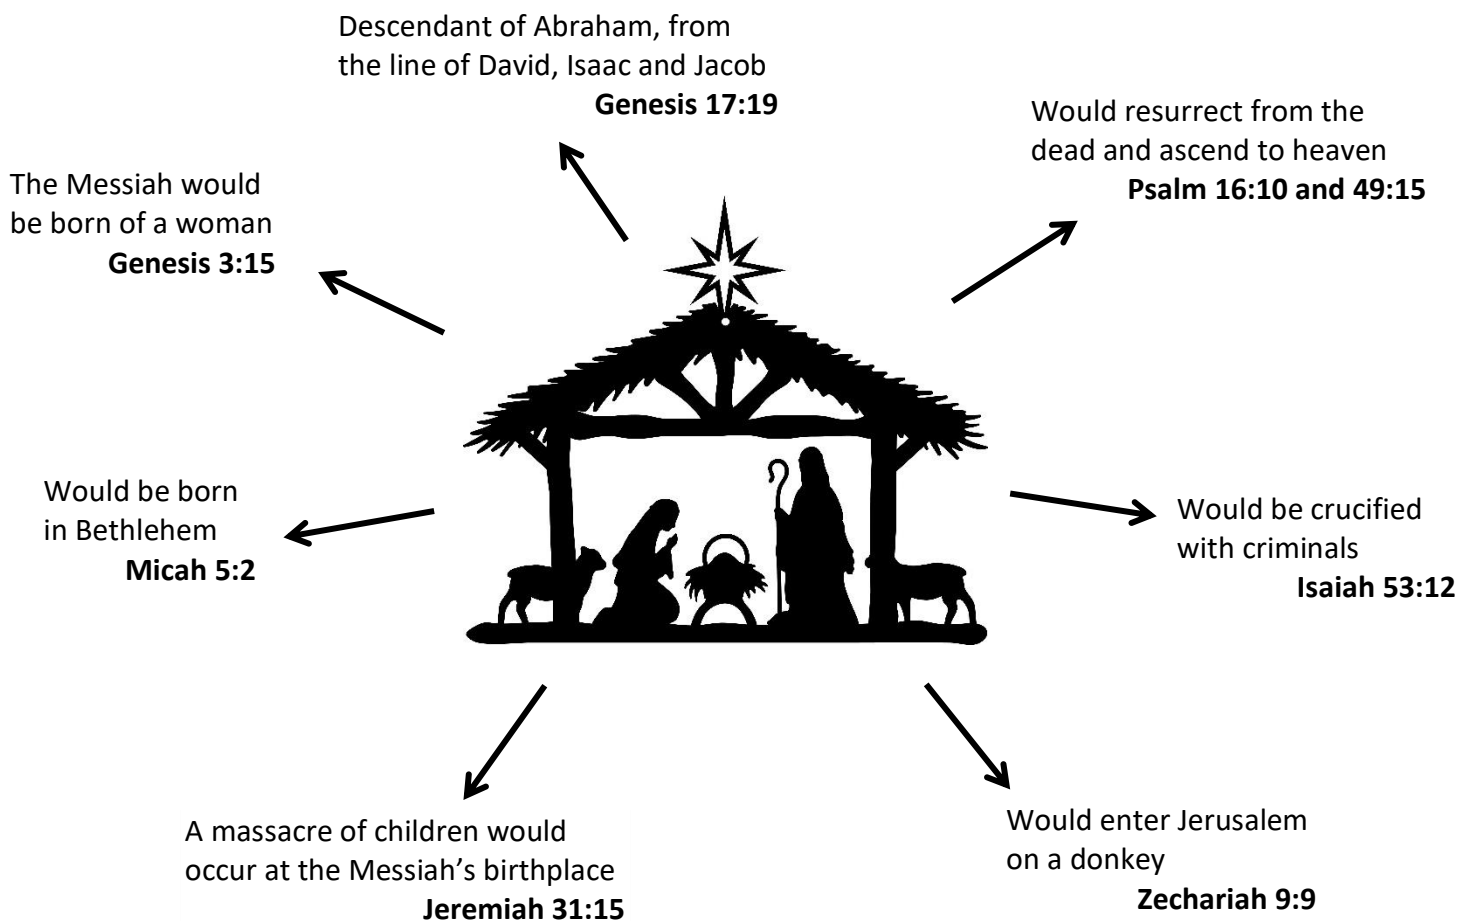 Descendant of Abraham, from
the line of David, Isaac and Jacob
Genesis 17:19
Would resurrect from the
dead and ascend to heaven
Psalm 16:10 and 49:15
The Messiah would
be born of a woman
Genesis 3:15
Would be born
in Bethlehem
Micah 5:2
Would be crucified
with criminals
Isaiah 53:12
A massacre of children would
occur at the Messiah’s birthplace
Jeremiah 31:15
Would enter Jerusalem
on a donkey
Zechariah 9:9